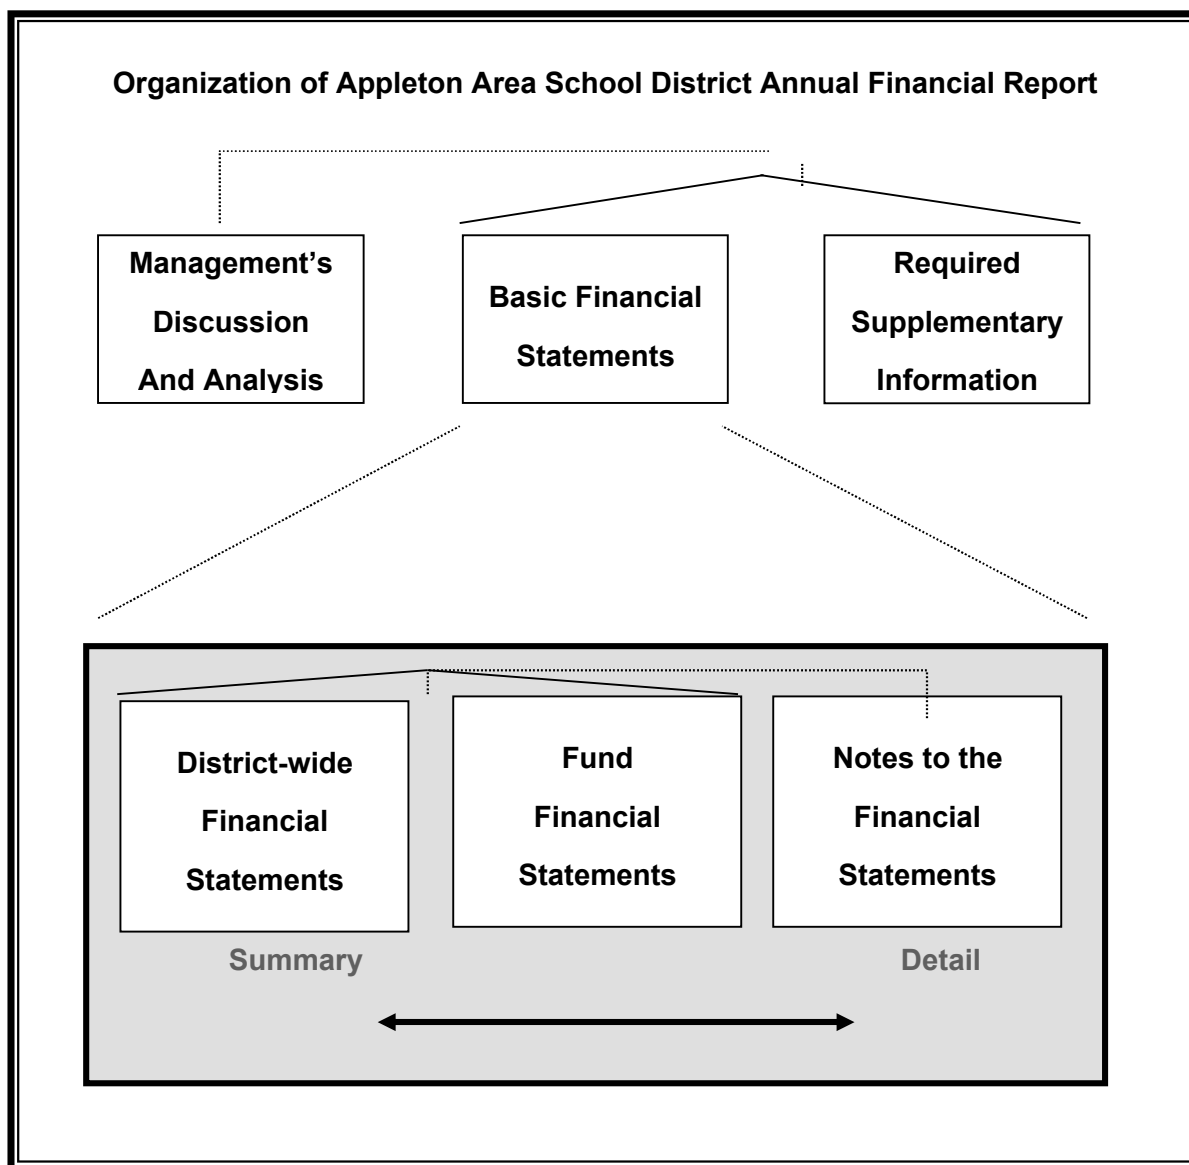 Organization of Appleton Area School District Annual Financial Report
Management’s
Discussion
And Analysis
Basic Financial
Statements
Required
Supplementary
Information
District-wide
Financial
Statements
Fund
Financial
Statements
Notes to the
Financial
Statements
Summary
Detail